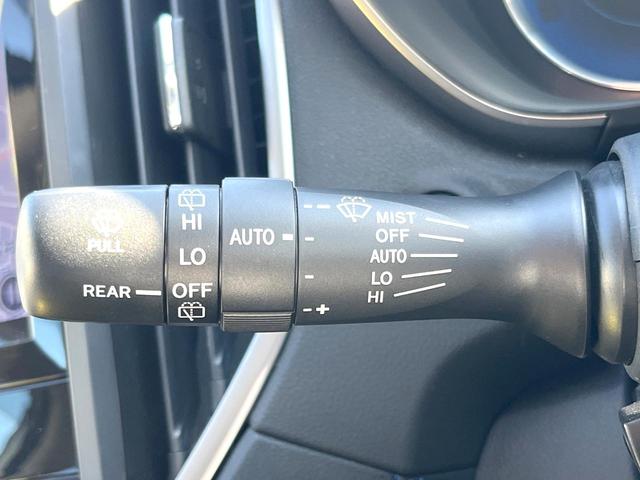 PULL
REAR
HI
LO
OFF
AUTO
- -
-
-
- +
MIST
OFF
AUTO
LO
HI